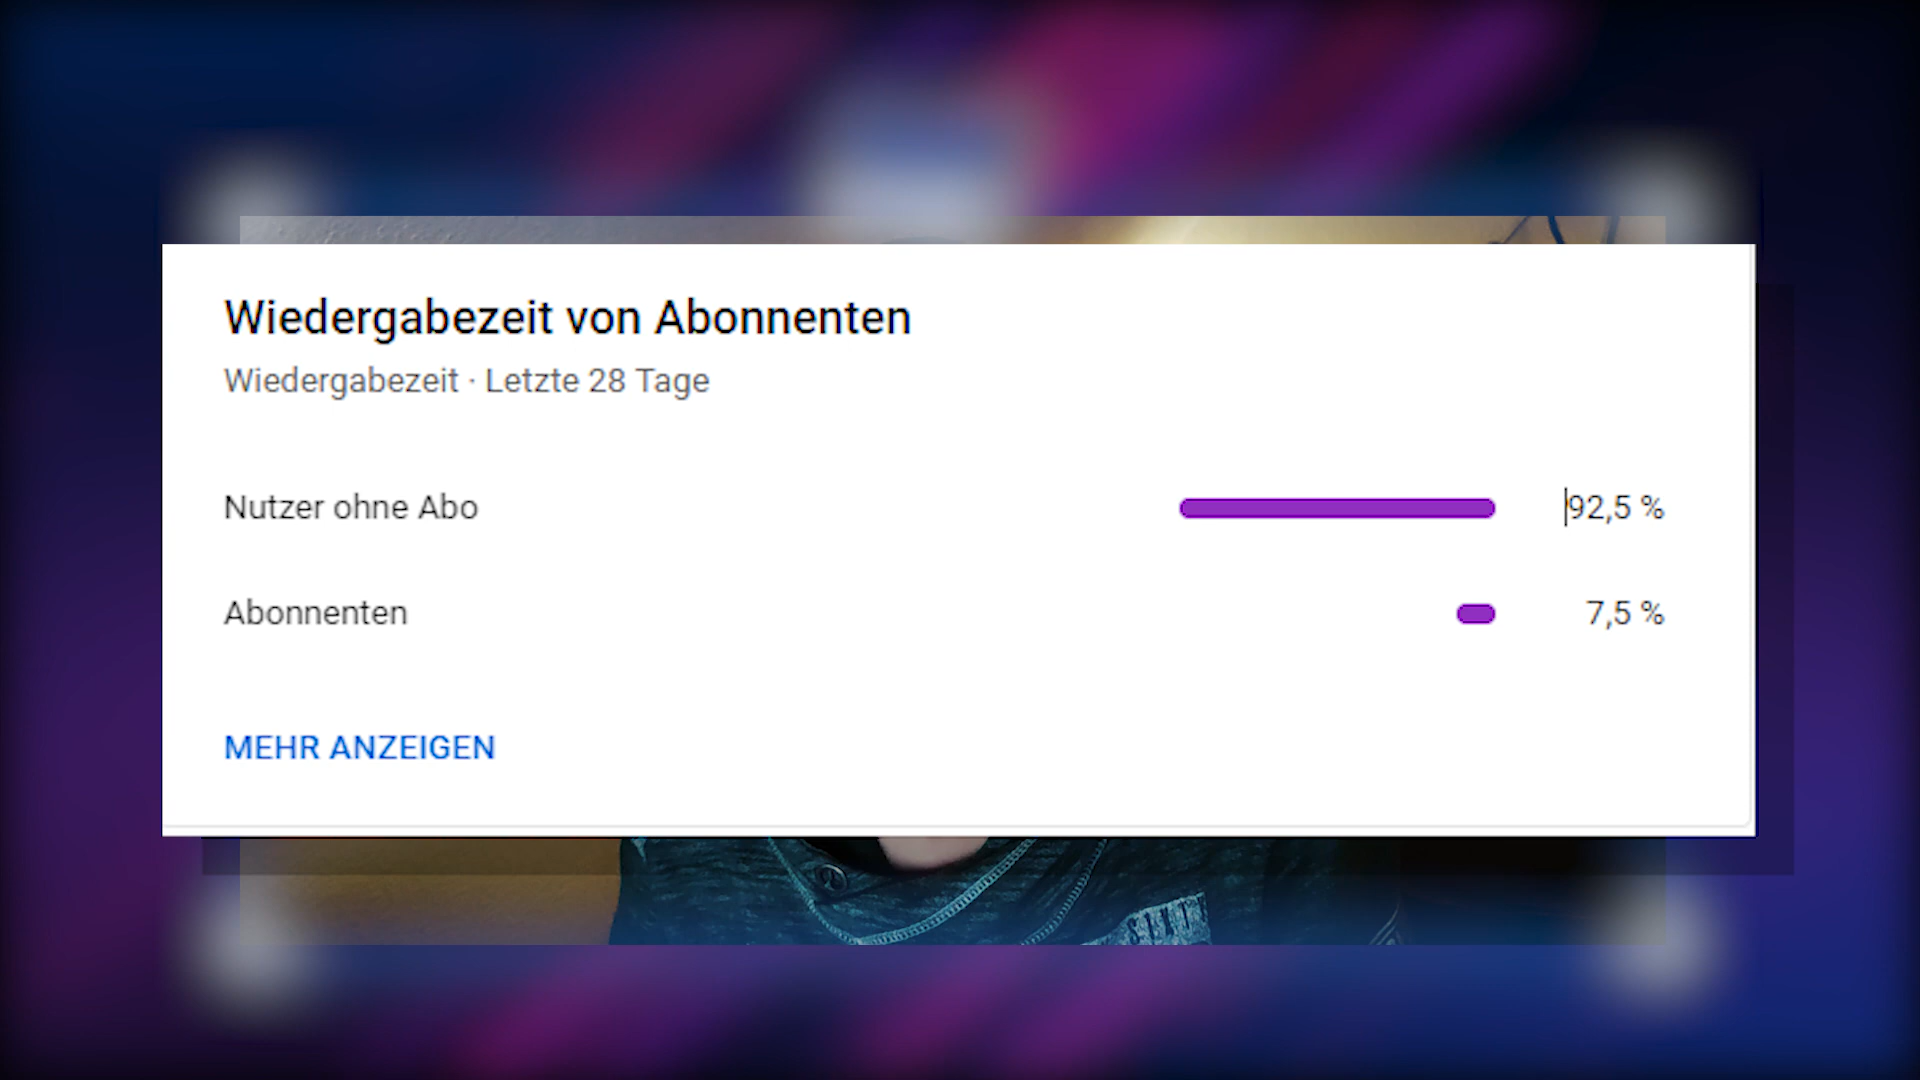 Wiedergabezeit von Abonnenten
Wiedergabezeit · Letzte 28 Tage
Nutzer ohne Abo 92,5 %
Abonnenten 7,5 %
MEHR ANZEIGEN